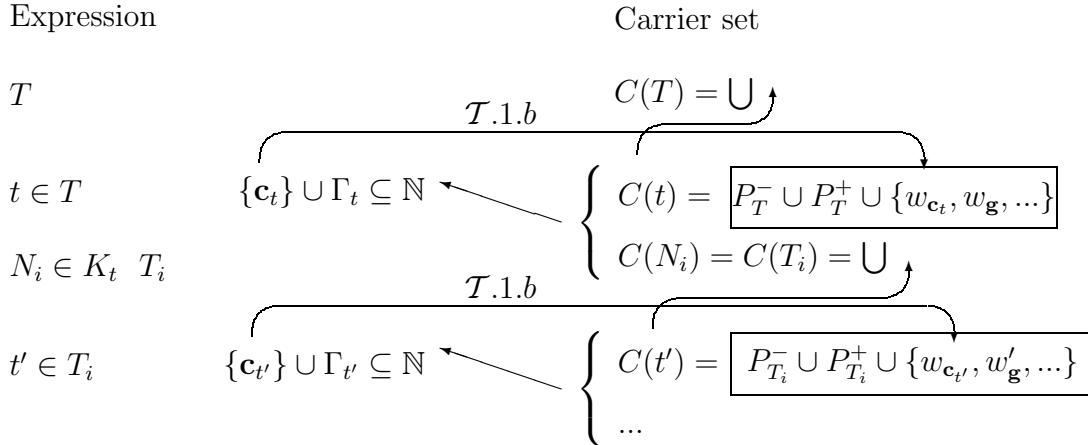 Expression Carrier set
T C(T) = ⋃
𝒯.1.b
t ∈ T {𝐜_t} ∪ Γ_t ⊆ ℕ C(t) = P_T^- ∪ P_T^+ ∪ {w_{𝐜_t}, w_𝐠, ...}
N_i ∈ K_t T_i C(N_i) = C(T_i) = ⋃
𝒯.1.b
t′ ∈ T_i {𝐜_{t′}} ∪ Γ_{t′} ⊆ ℕ C(t′) = P_{T_i}^- ∪ P_{T_i}^+ ∪ {w_{𝐜_{t′}}, w′_𝐠, ...}
...